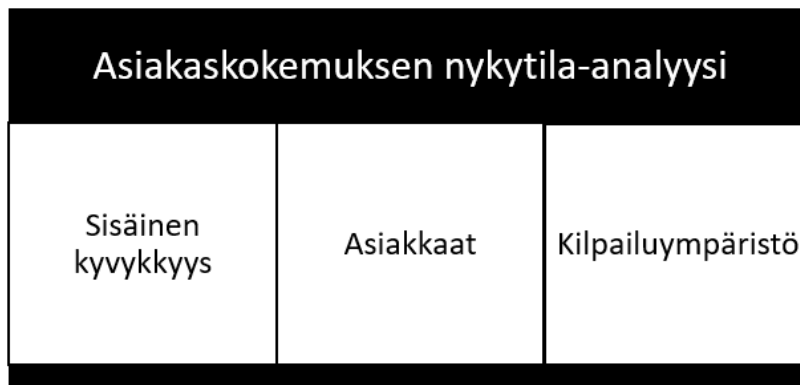 Asiakaskokemuksen nykytila-analyysi
Sisäinen
kyvykkyys
Asiakkaat
Kilpailuympäristö